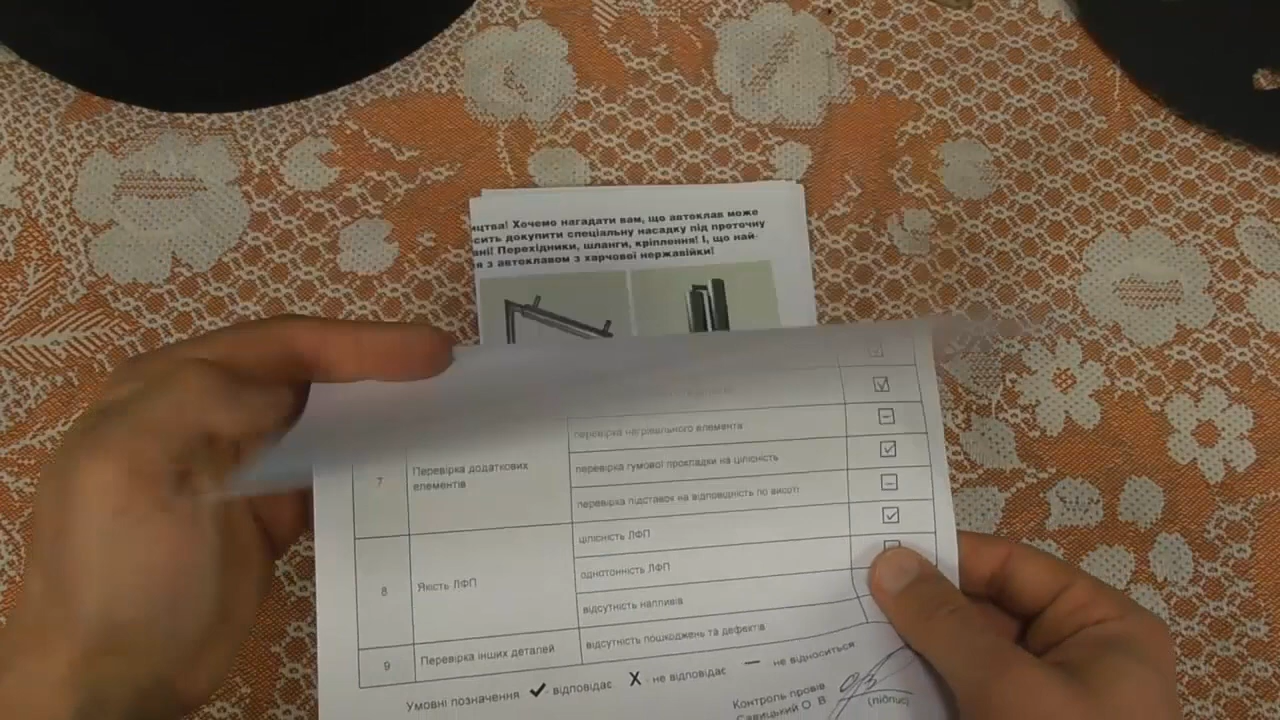 ицтва! Хочемо нагадати вам, що автоклав може
сить докупити спеціальну насадку під проточну
ані! Перехідники, шланги, кріплення! І, що най-
я з автоклавом з харчової нержавійки!
перевірка нагрівального елемента
7
Перевірка додаткових
елементів
перевірка гумової прокладки на цілісність
перевірка підставок на відповідність по висоті
8
Якість ЛФП
цілісність ЛФП
однотонність ЛФП
відсутність напливів
9
Перевірка інших деталей
відсутність пошкоджень та дефектів
Умовні позначення ✔ - відповідає X - не відповідає — - не відноситься
Контроль провів
Савицький О В
(підпис)